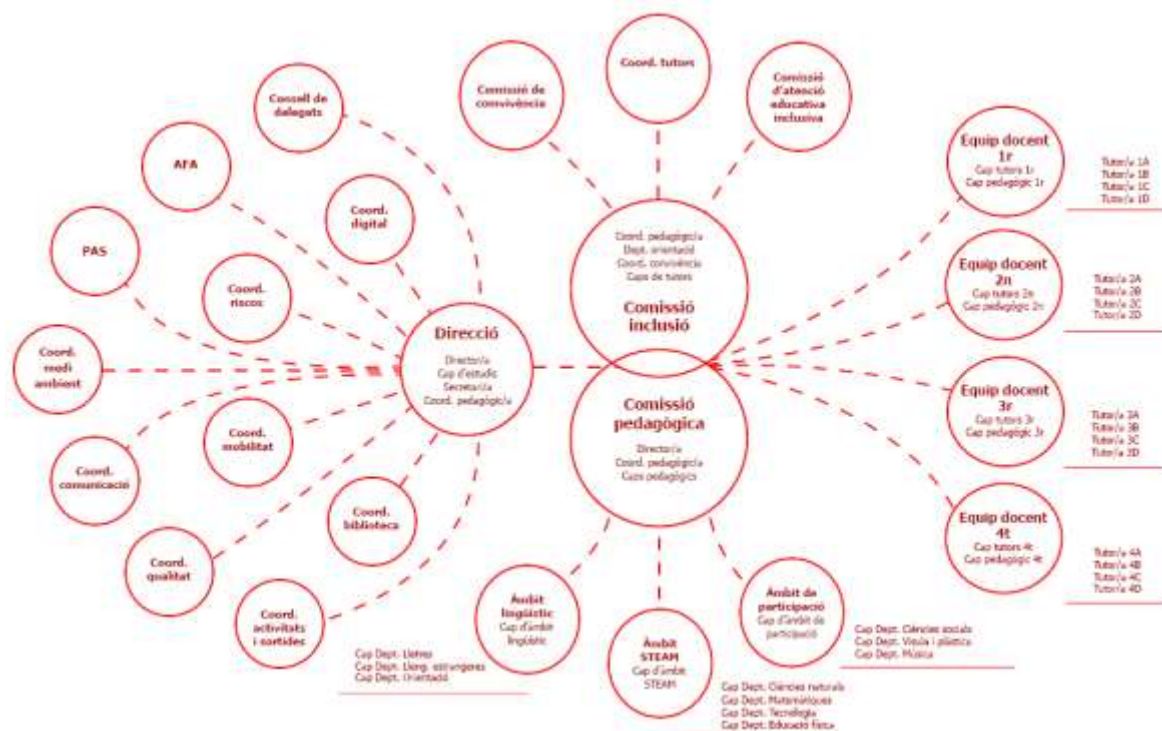 Consell de
delegats
AFA
PAS
Coord.
digital
Coord.
riscos
Coord.
medi
ambient
Coord.
mobilitat
Coord.
comunicació
Coord.
biblioteca
Coord.
qualitat
Coord.
activitats
i sortides
Direcció
Director/a
Cap d'estudis
Secretari/a
Coord. pedagògic/a
Comissió de
convivència
Coord. tutors
Comissió
d'atenció
educativa
inclusiva
Coord. pedagògic/a
Dept. orientació
Coord. convivència
Caps de tutors
Comissió
inclusió
Comissió
pedagògica
Director/a
Coord. pedagògic/a
Caps pedagògics
Equip docent
1r
Cap tutors 1r
Cap pedagògic 1r
Tutor/a 1A
Tutor/a 1B
Tutor/a 1C
Tutor/a 1D
Equip docent
2n
Cap tutors 2n
Cap pedagògic 2n
Tutor/a 2A
Tutor/a 2B
Tutor/a 2C
Tutor/a 2D
Equip docent
3r
Cap tutors 3r
Cap pedagògic 3r
Tutor/a 3A
Tutor/a 3B
Tutor/a 3C
Tutor/a 3D
Equip docent
4t
Cap tutors 4t
Cap pedagògic 4t
Tutor/a 4A
Tutor/a 4B
Tutor/a 4C
Tutor/a 4D
Àmbit
lingüístic
Cap d'àmbit
lingüístic
Cap Dept. Lletres
Cap Dept. Lleng. estrangeres
Cap Dept. Orientació
Àmbit
STEAM
Cap d'àmbit
STEAM
Cap Dept. Ciències naturals
Cap Dept. Matemàtiques
Cap Dept. Tecnologia
Cap Dept. Educació física
Àmbit de
participació
Cap d'àmbit de
participació
Cap Dept. Ciències socials
Cap Dept. Visual i plàstica
Cap Dept. Música